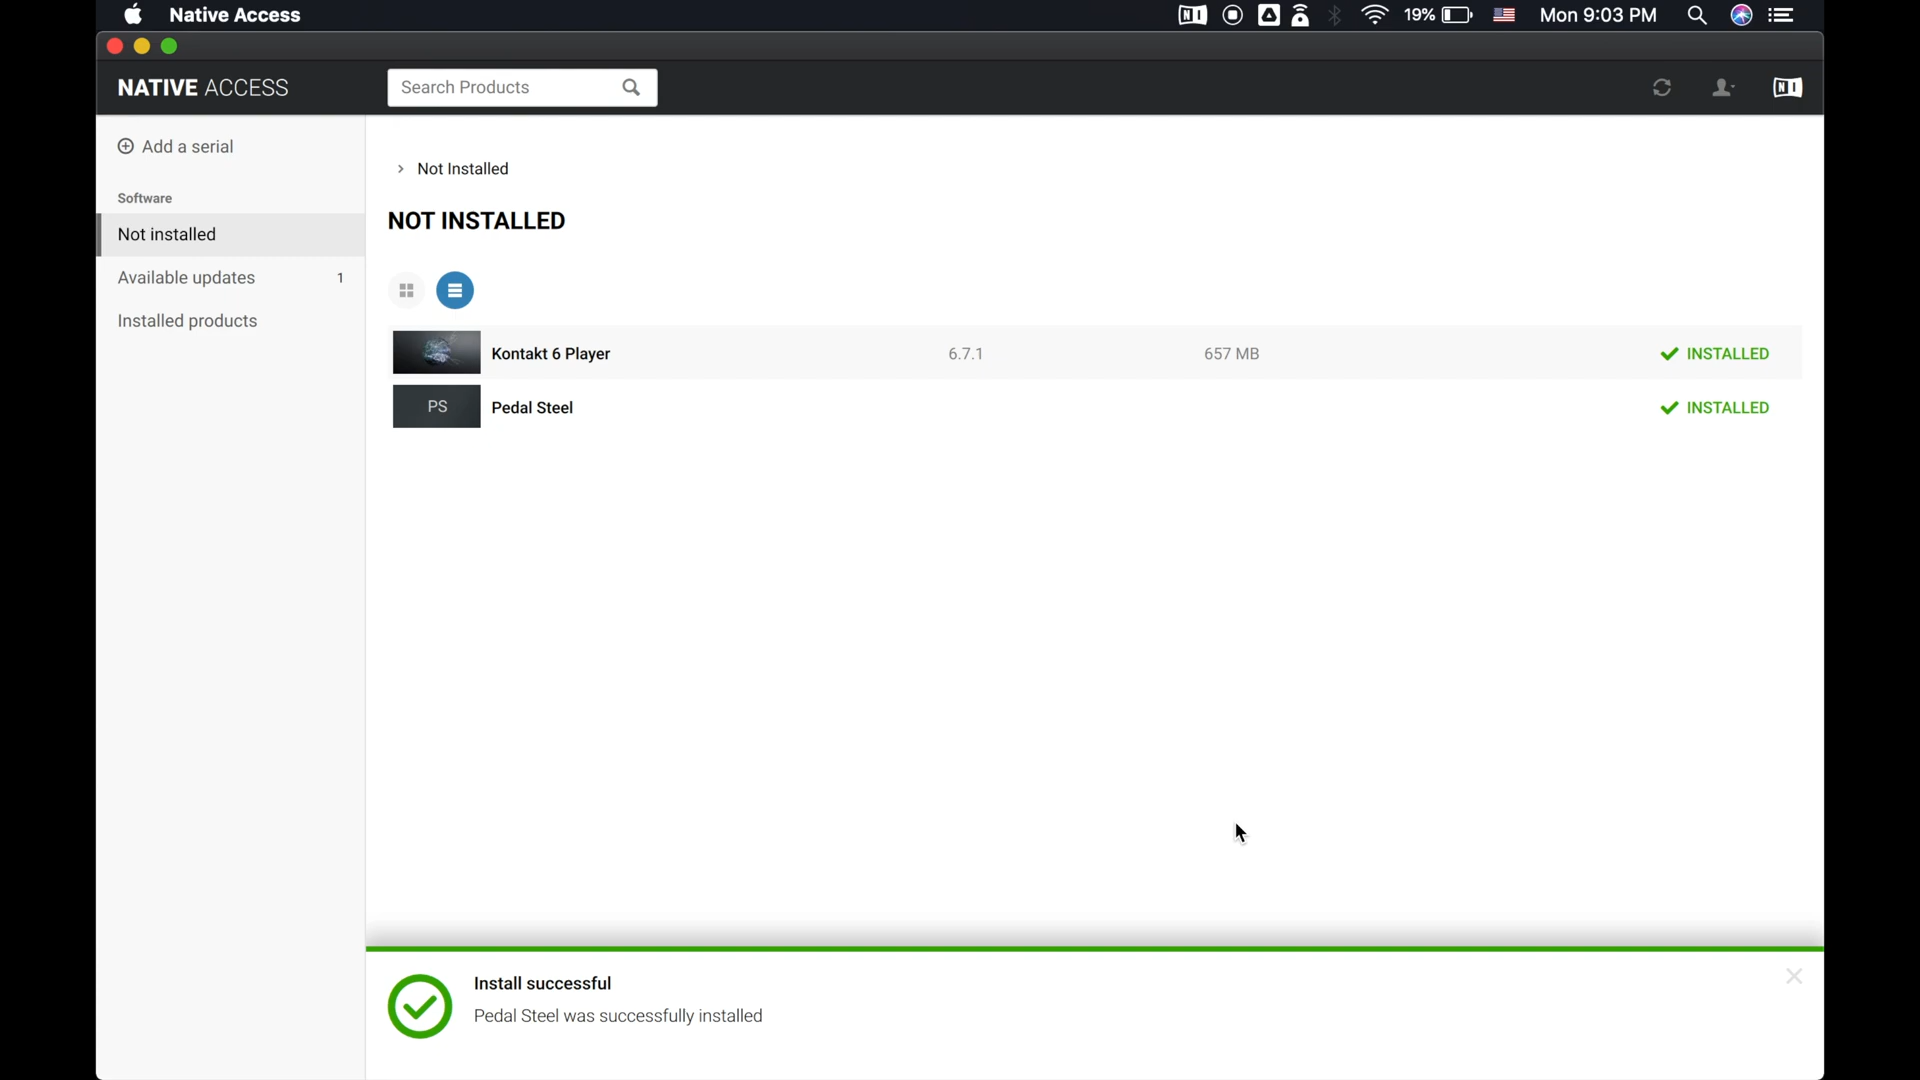 Native Access
NI
19%
Mon 9:03 PM
NATIVE ACCESS
Search Products
NI
Add a serial
Software
Not installed
Available updates 1
Installed products
> Not Installed
NOT INSTALLED
Kontakt 6 Player 6.7.1 657 MB INSTALLED
PS Pedal Steel INSTALLED
Install successful
Pedal Steel was successfully installed